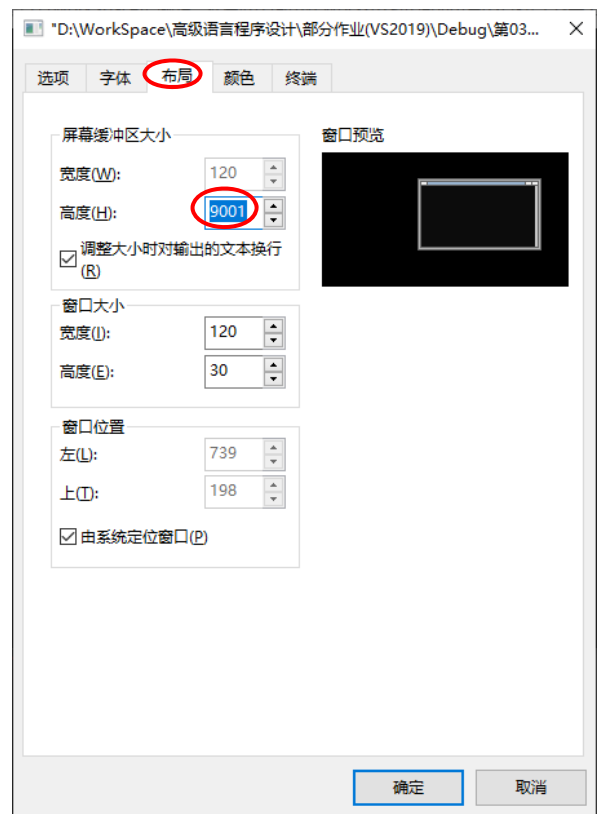 "D:\WorkSpace\高级语言程序设计\部分作业(VS2019)\Debug\第03...
选项 字体 布局 颜色 终端
屏幕缓冲区大小
宽度(W): 120
高度(H): 9001
调整大小时对输出的文本换行
(R)
窗口大小
宽度(I): 120
高度(E): 30
窗口位置
左(L): 739
上(T): 198
由系统定位窗口(P)
窗口预览
确定 取消